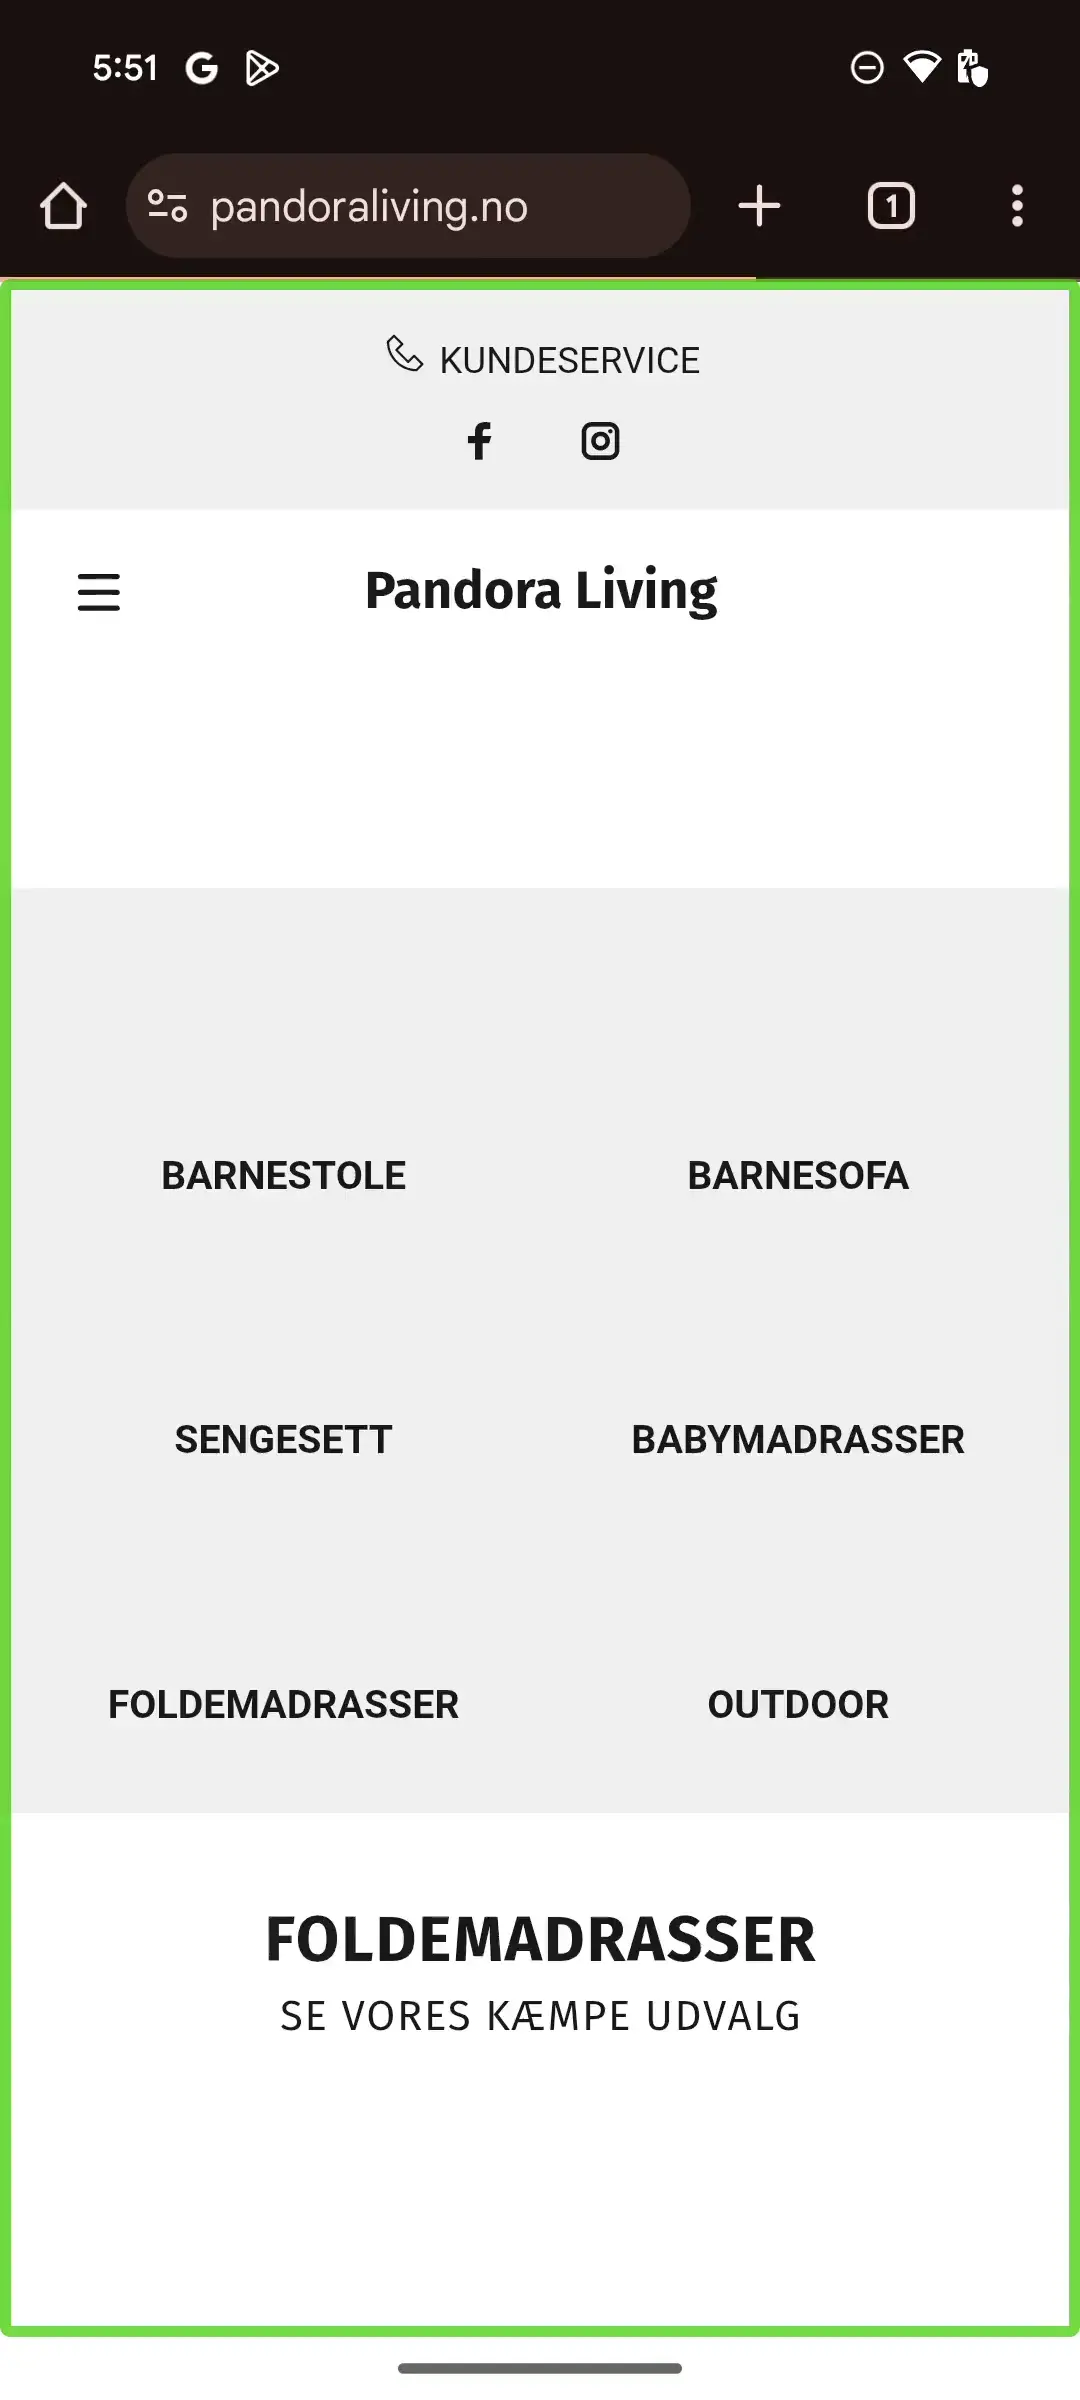 5:51
pandoraliving.no
1
KUNDESERVICE
Pandora Living
BARNESTOLE
BARNESOFA
SENGESETT
BABYMADRASSER
FOLDEMADRASSER
OUTDOOR
FOLDEMADRASSER
SE VORES KÆMPE UDVALG